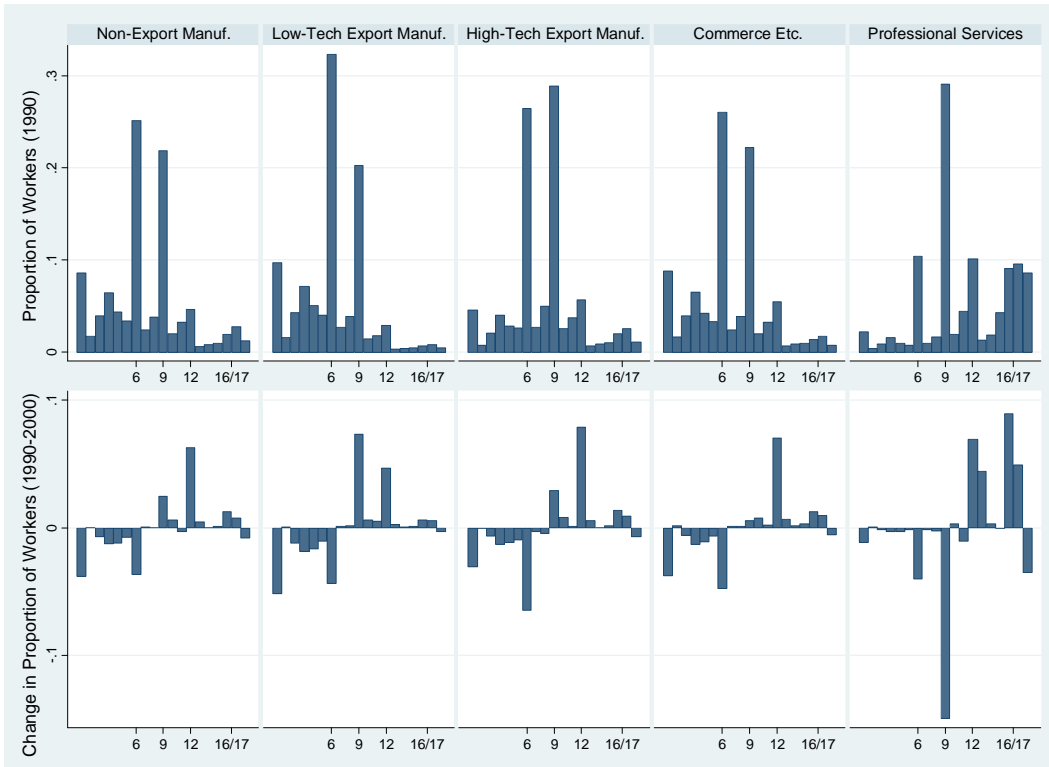 Non-Export Manuf.
Low-Tech Export Manuf.
High-Tech Export Manuf.
Commerce Etc.
Professional Services
Proportion of Workers (1990)
.3
.2
.1
0
6 9 12 16/17
6 9 12 16/17
6 9 12 16/17
6 9 12 16/17
6 9 12 16/17
Change in Proportion of Workers (1990-2000)
.1
0
-.1
6 9 12 16/17
6 9 12 16/17
6 9 12 16/17
6 9 12 16/17
6 9 12 16/17